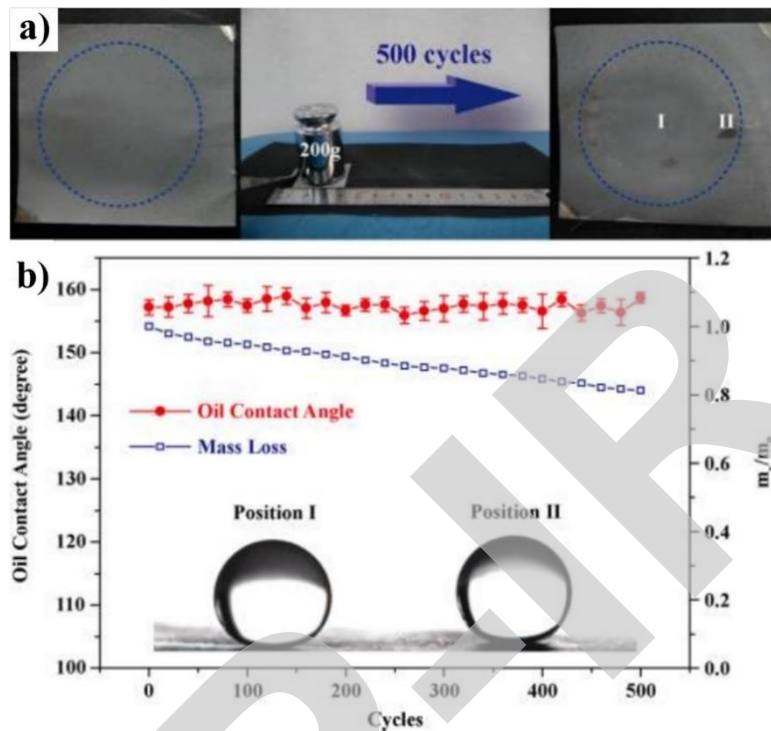 a)
500 cycles
200g
I II
b)
160
150
140
130
120
110
100
Oil Contact Angle (degree)
Oil Contact Angle
Mass Loss
Position I Position II
1.2
1.0
0.8
0.6
0.4
0.2
0.0
0 100 200 300 400 500
Cycles